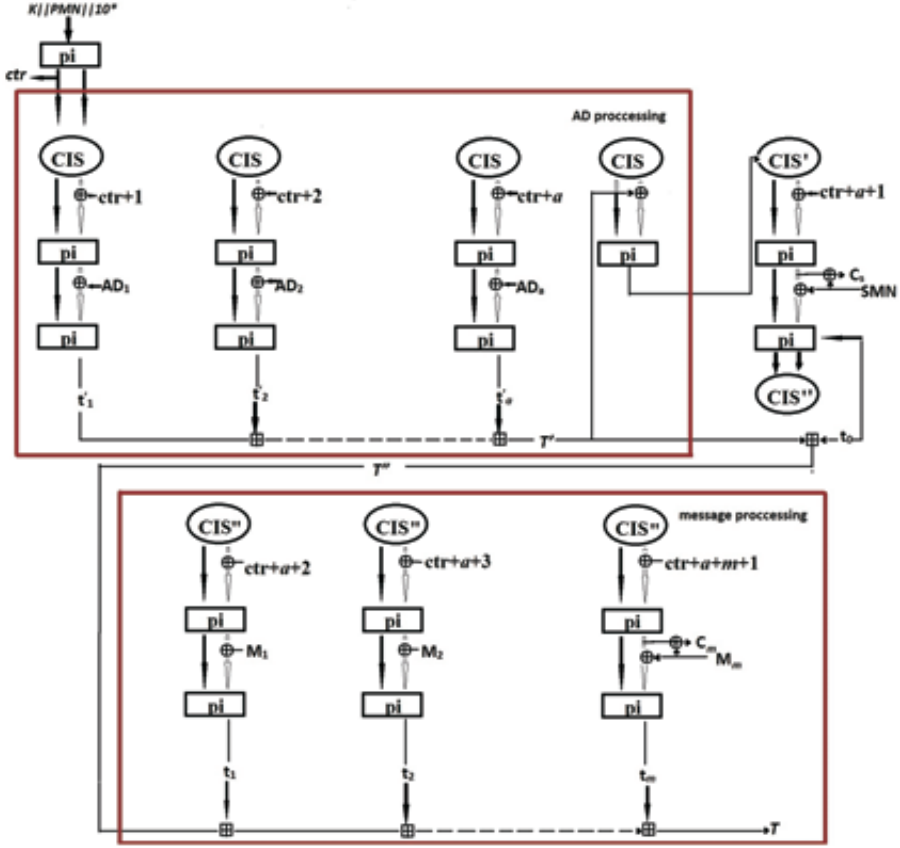 K||PMN||10*
pi
ctr
AD proccessing
CIS CIS CIS CIS CIS'
ctr+1 ctr+2 ctr+a ctr+a+1
pi pi pi pi pi
Cs
AD1 AD2 ADa SMN
pi pi pi pi
t'1 t'2 t'a CIS''
T' t0
T''
message proccessing
CIS'' CIS'' CIS''
ctr+a+2 ctr+a+3 ctr+a+m+1
pi pi pi
Cm
M1 M2 Mm
pi pi pi
t1 t2 tm
T